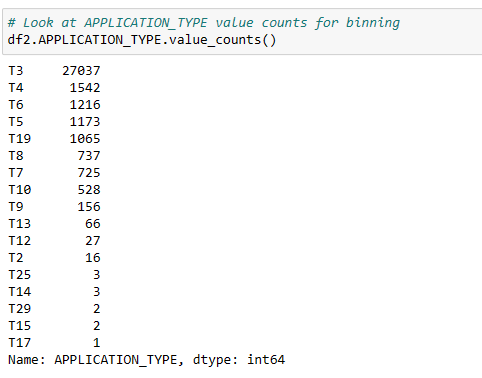 # Look at APPLICATION_TYPE value counts for binning
df2.APPLICATION_TYPE.value_counts()
T3     27037
T4      1542
T6      1216
T5      1173
T19     1065
T8       737
T7       725
T10      528
T9       156
T13       66
T12       27
T2        16
T25        3
T14        3
T29        2
T15        2
T17        1
Name: APPLICATION_TYPE, dtype: int64